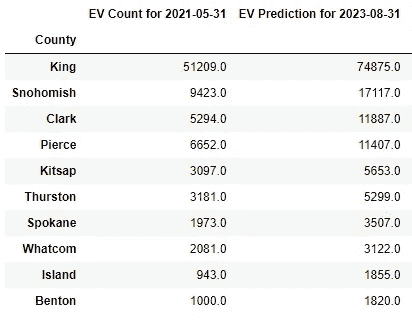 EV Count for 2021-05-31 EV Prediction for 2023-08-31
County
King 51209.0 74875.0
Snohomish 9423.0 17117.0
Clark 5294.0 11887.0
Pierce 6652.0 11407.0
Kitsap 3097.0 5653.0
Thurston 3181.0 5299.0
Spokane 1973.0 3507.0
Whatcom 2081.0 3122.0
Island 943.0 1855.0
Benton 1000.0 1820.0